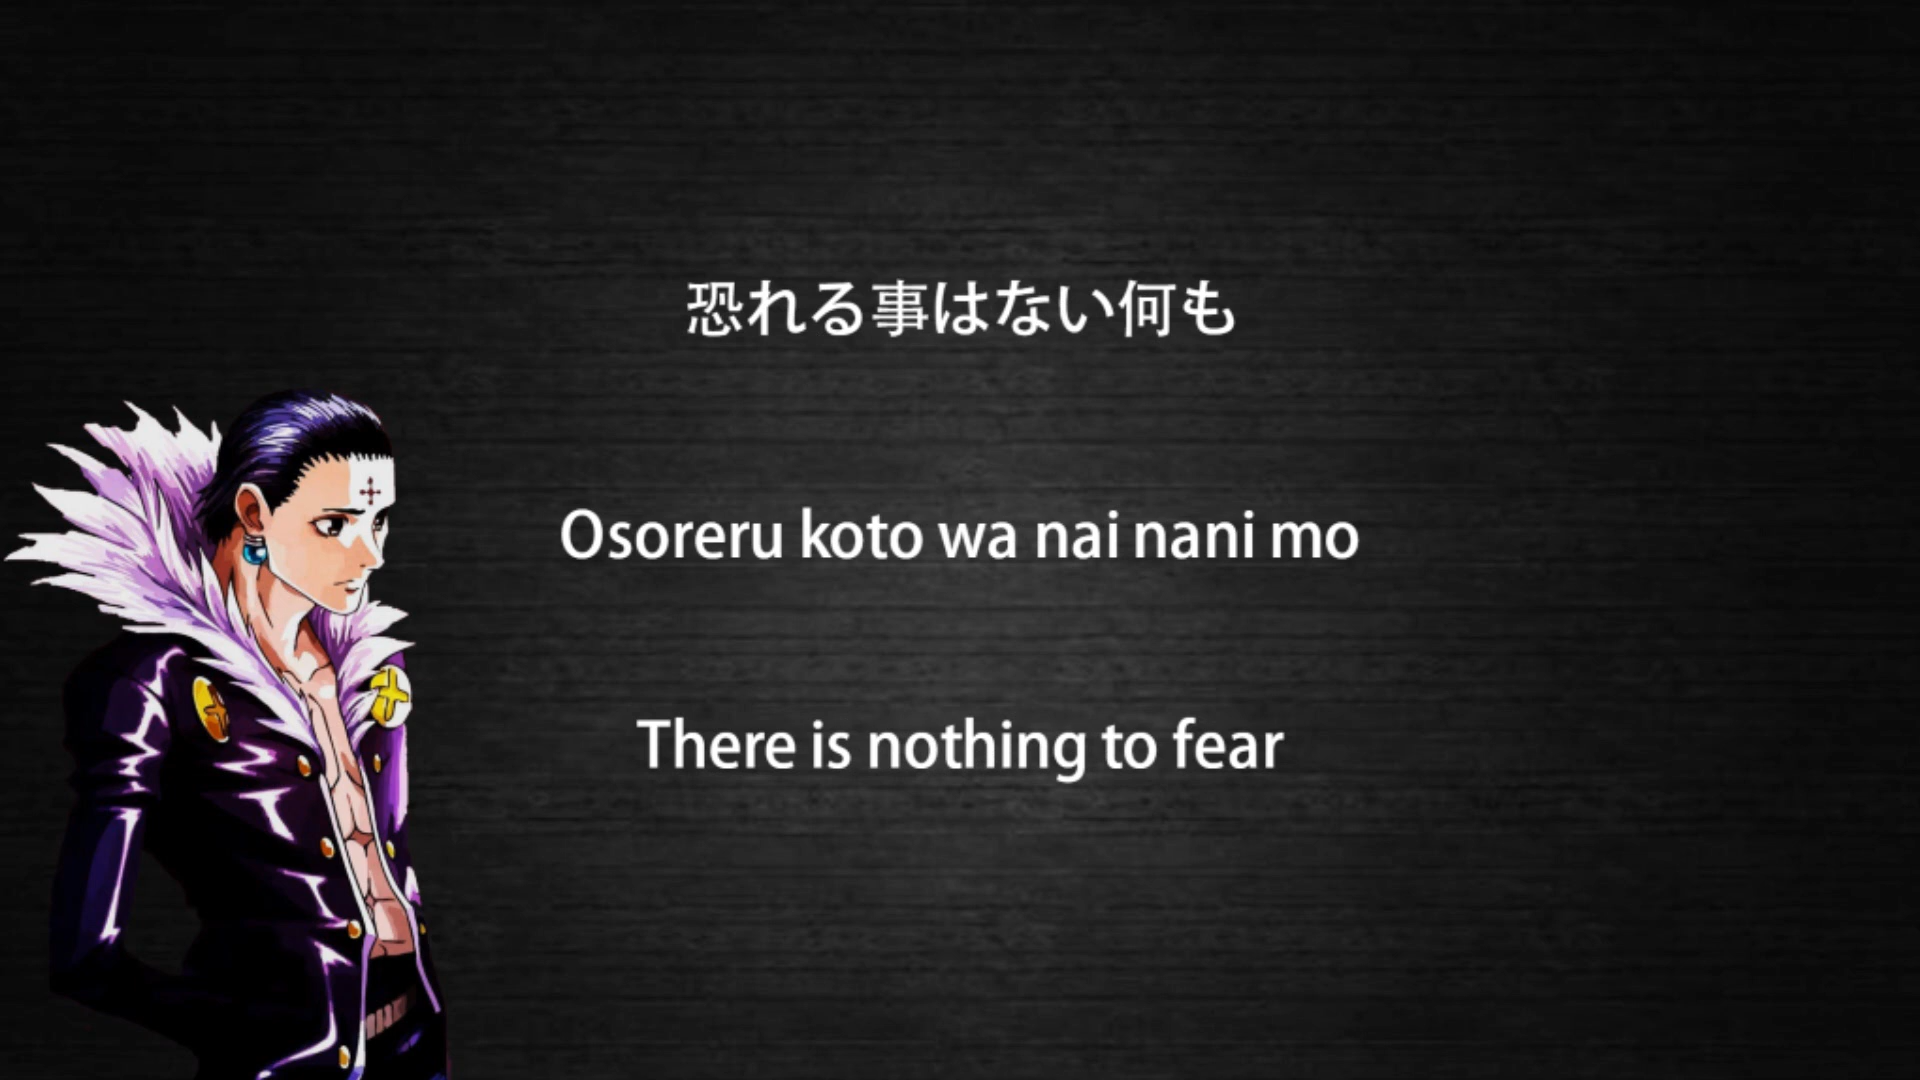 恐れる事はない何も
Osoreru koto wa nai nani mo
There is nothing to fear